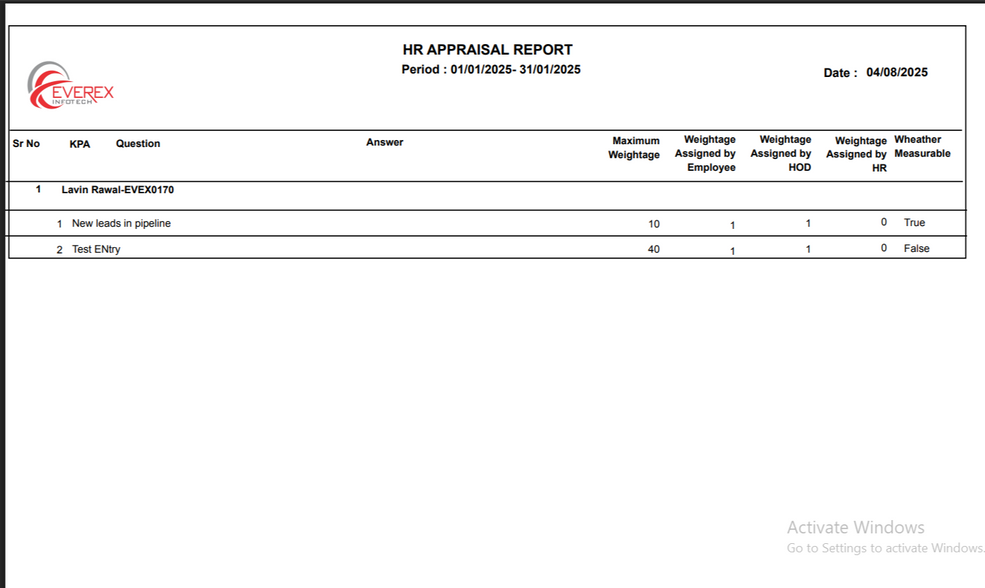 HR APPRAISAL REPORT
Period : 01/01/2025- 31/01/2025
Date : 04/08/2025
EVEREX
INFOTECH
Sr No KPA Question Answer Maximum Weightage Weightage Assigned by Employee Weightage Assigned by HOD Weightage Assigned by HR Wheather Measurable
1 Lavin Rawal-EVEX0170
1 New leads in pipeline 10 1 1 0 True
2 Test ENtry 40 1 1 0 False
Activate Windows
Go to Settings to activate Windows.